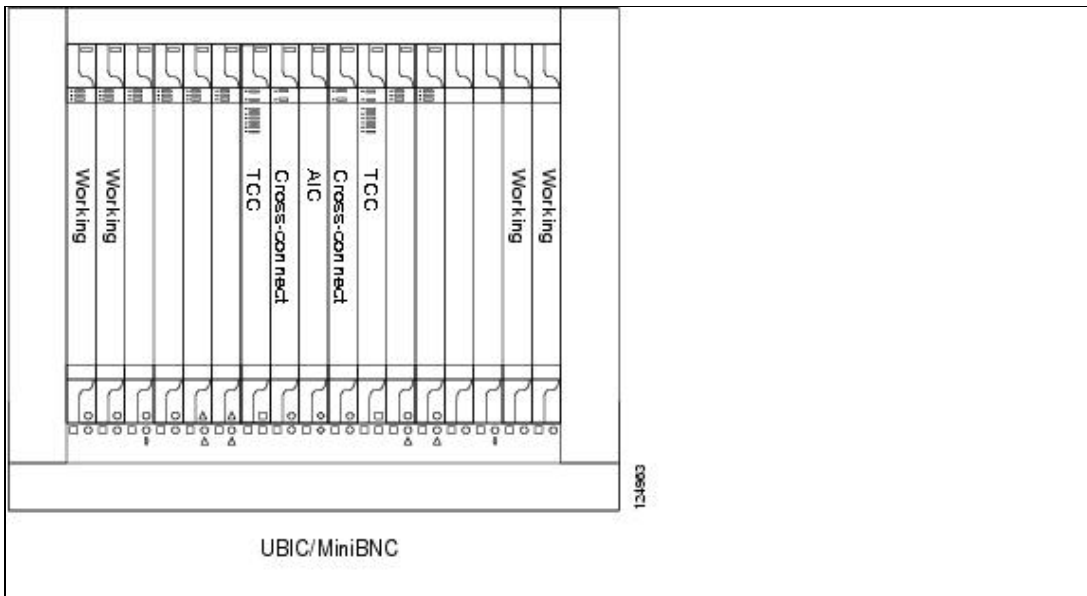 Working
Working
TCC
Cross-connect
AIC
Cross-connect
TCC
Working
Working
124963
UBIC/MiniBNC